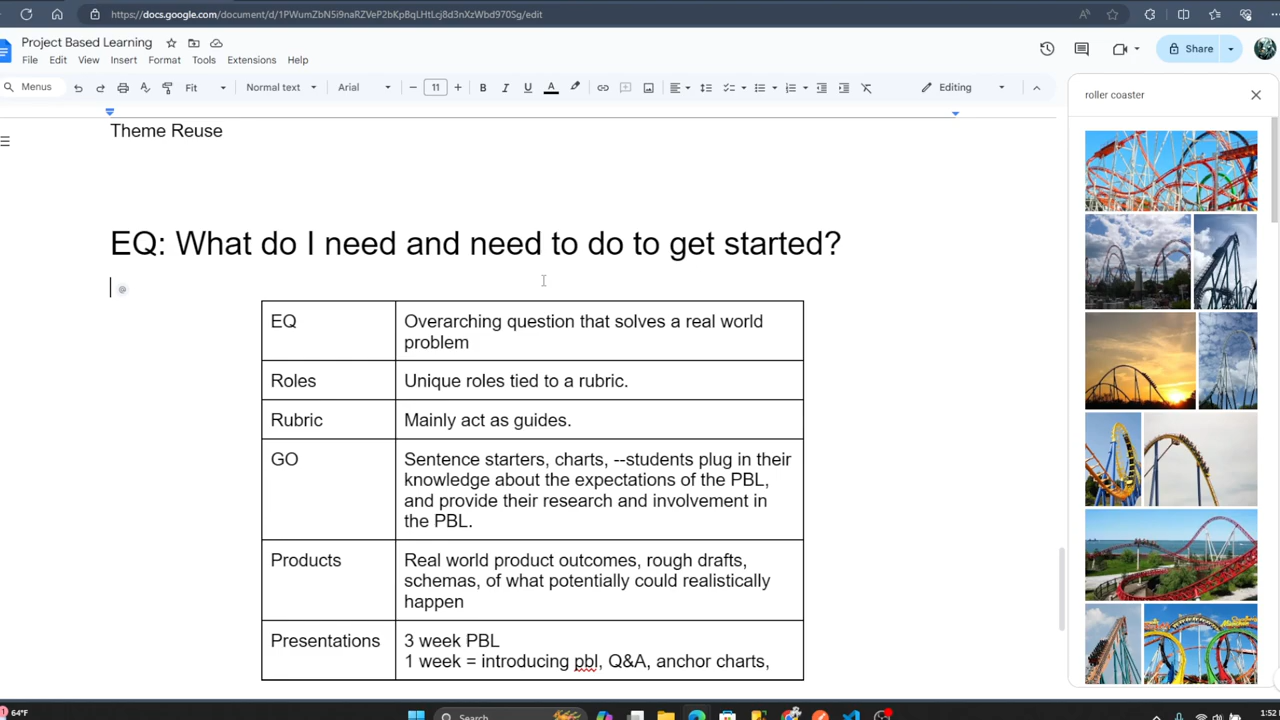 https://docs.google.com/document/d/1PWumZbN5i9naRZVeP2bKpBqLHtLcj8d3nXzWbd970Sg/edit
Project Based Learning
File Edit View Insert Format Tools Extensions Help
Share
Menus
Fit
Normal text
Arial
11
Editing
roller coaster
Theme Reuse
EQ: What do I need and need to do to get started?
EQ
Overarching question that solves a real world
problem
Roles
Unique roles tied to a rubric.
Rubric
Mainly act as guides.
GO
Sentence starters, charts, --students plug in their
knowledge about the expectations of the PBL,
and provide their research and involvement in
the PBL.
Products
Real world product outcomes, rough drafts,
schemas, of what potentially could realistically
happen
Presentations
3 week PBL
1 week = introducing pbl, Q&A, anchor charts,
64°F
Search
1:52